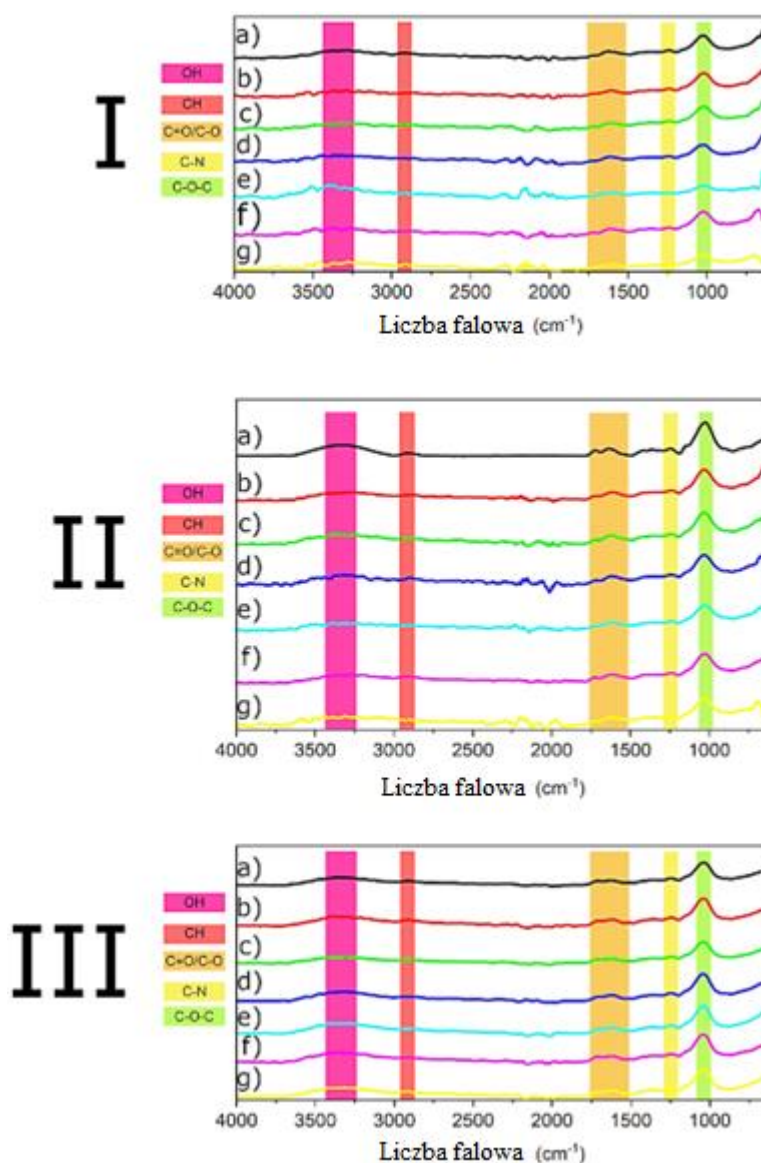 I
a)
b)
c)
d)
e)
f)
g)
OH
CH
C=O/C-O
C-N
C-O-C
4000 3500 3000 2500 2000 1500 1000
Liczba falowa (cm⁻¹)
II
a)
b)
c)
d)
e)
f)
g)
OH
CH
C=O/C-O
C-N
C-O-C
4000 3500 3000 2500 2000 1500 1000
Liczba falowa (cm⁻¹)
III
a)
b)
c)
d)
e)
f)
g)
OH
CH
C=O/C-O
C-N
C-O-C
4000 3500 3000 2500 2000 1500 1000
Liczba falowa (cm⁻¹)